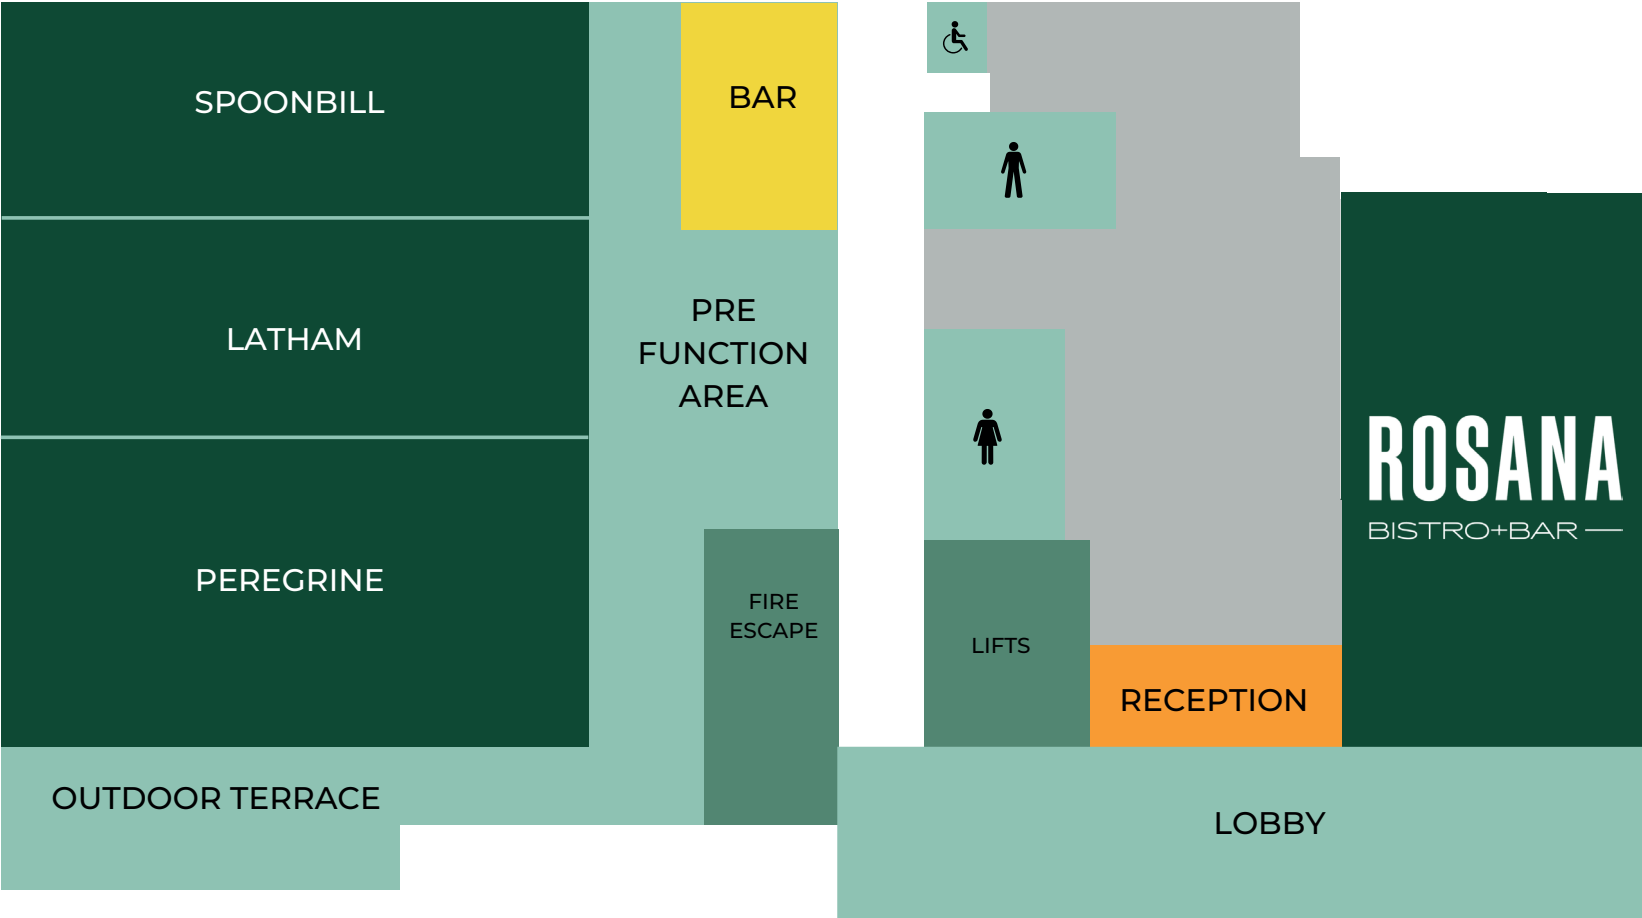 SPOONBILL
BAR
LATHAM
PRE
FUNCTION
AREA
PEREGRINE
FIRE
ESCAPE
LIFTS
RECEPTION
ROSANA
BISTRO+BAR
OUTDOOR TERRACE
LOBBY